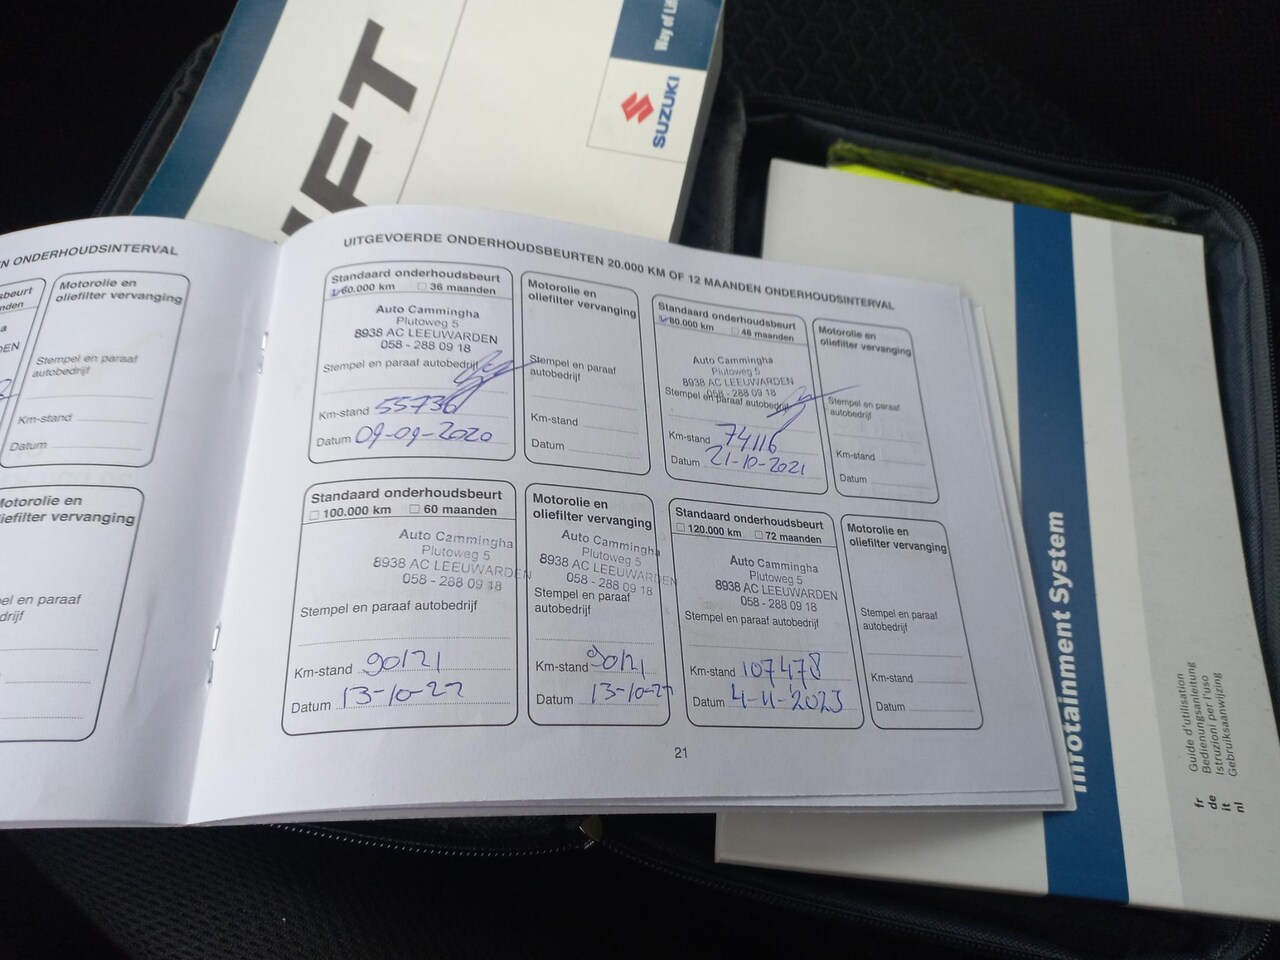 IFT
Way of Li
SUZUKI
N ONDERHOUDSINTERVAL
beurt
nden
a
EN
Motorolie en
oliefilter vervanging
Stempel en paraaf
autobedrijf
Km-stand
Datum
Motorolie en
liefilter vervanging
el en paraaf
drijf
UITGEVOERDE ONDERHOUDSBEURTEN 20.000 KM OF 12 MAANDEN ONDERHOUDSINTERVAL
Standaard onderhoudsbeurt
60.000 km 36 maanden
Auto Cammingha
Plutoweg 5
8938 AC LEEUWARDEN
058 - 288 09 18
Stempel en paraaf autobedrijf
Km-stand 55736
Datum 09-09-2020
Motorolie en
oliefilter vervanging
Stempel en paraaf
autobedrijf
Km-stand
Datum
Standaard onderhoudsbeurt
80.000 km 48 maanden
Auto Cammingha
Plutoweg 5
8938 AC LEEUWARDEN
058 - 288 09 18
Stempel en paraaf autobedrijf
Km-stand 74116
Datum 21-10-2021
Motorolie en
oliefilter vervanging
Stempel en paraaf
autobedrijf
Km-stand
Datum
Standaard onderhoudsbeurt
100.000 km 60 maanden
Auto Cammingha
Plutoweg 5
8938 AC LEEUWARDEN
058 - 288 09 18
Stempel en paraaf autobedrijf
Km-stand 90121
Datum 13-10-22
Motorolie en
oliefilter vervanging
Auto Cammingha
Plutoweg 5
8938 AC LEEUWARDEN
058 - 288 09 18
Stempel en paraaf
autobedrijf
Km-stand 90121
Datum 13-10-22
Standaard onderhoudsbeurt
120.000 km 72 maanden
Auto Cammingha
Plutoweg 5
8938 AC LEEUWARDEN
058 - 288 09 18
Stempel en paraaf autobedrijf
Km-stand 107478
Datum 4-11-2023
Motorolie en
oliefilter vervanging
Stempel en paraaf
autobedrijf
Km-stand
Datum
21
Infotainment System
fr Guide d'utilisation
de Bedienungsanleitung
it Istruzioni per l'uso
nl Gebruiksaanwijzing